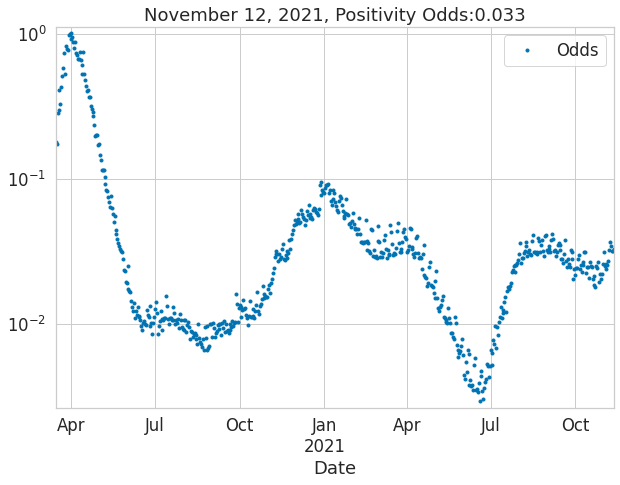 November 12, 2021, Positivity Odds:0.033
Odds
10⁰
10⁻¹
10⁻²
Apr Jul Oct Jan Apr Jul Oct
2021
Date